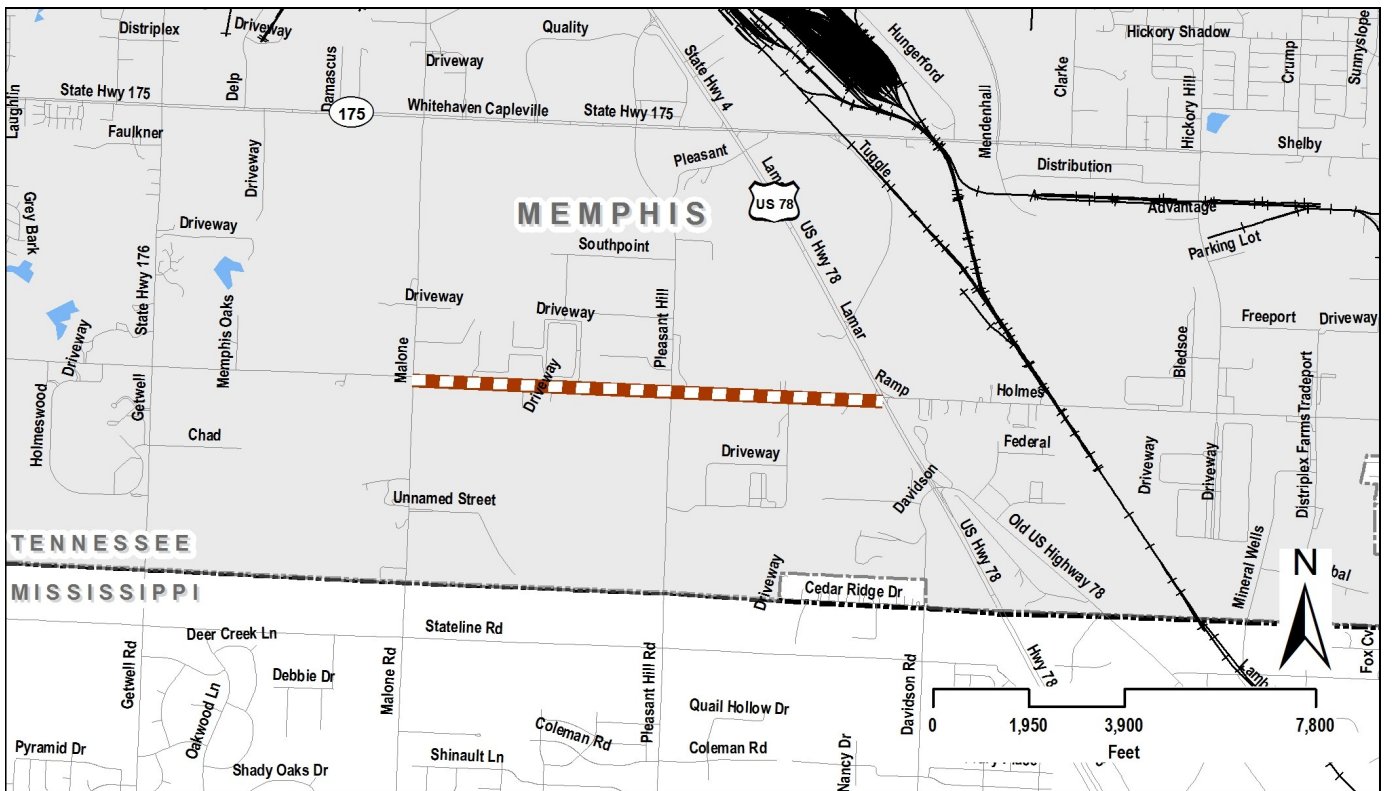 Distriplex
Driveway
Quality
Hungerford
Hickory Shadow
Crump
Sunnyslope
Delp
Damascus
Driveway
State Hwy 4
Clarke
Hickory Hill
Laughlin
State Hwy 175
175
Whitehaven Capleville
State Hwy 175
Mendenhall
Faulkner
Driveway
Pleasant
Lam
Tuggle
Distribution
Shelby
Grey Bank
MEMPHIS
US 78
Advantage
Driveway
State Hwy 176
Southpoint
US Hwy 78
Parking Lot
Driveway
Memphis Oaks
Driveway
Driveway
Pleasant Hill
Lamar
Freeport
Driveway
Malone
Bledsoe
Holmeswood
Getwell
Driveway
Ramp
Holmes
Distriplex Farms
Tradeport
Chad
Driveway
Federal
Driveway
Driveway
Unnamed Street
Davidson
US Hwy 78
Old US Highway 78
Mineral Wells
TENNESSEE
MISSISSIPPI
Driveway
Cedar Ridge Dr
N
bal
Deer Creek Ln
Stateline Rd
Fox Cv
Getwell Rd
Debbie Dr
Malone Rd
Pleasant Hill Rd
Davidson Rd
Hwy 78
Lamb
Oakwood Ln
Quail Hollow Dr
0
1,950
3,900
7,800
Feet
Pyramid Dr
Shady Oaks Dr
Shinault Ln
Coleman Rd
Coleman Rd
Nancy Dr